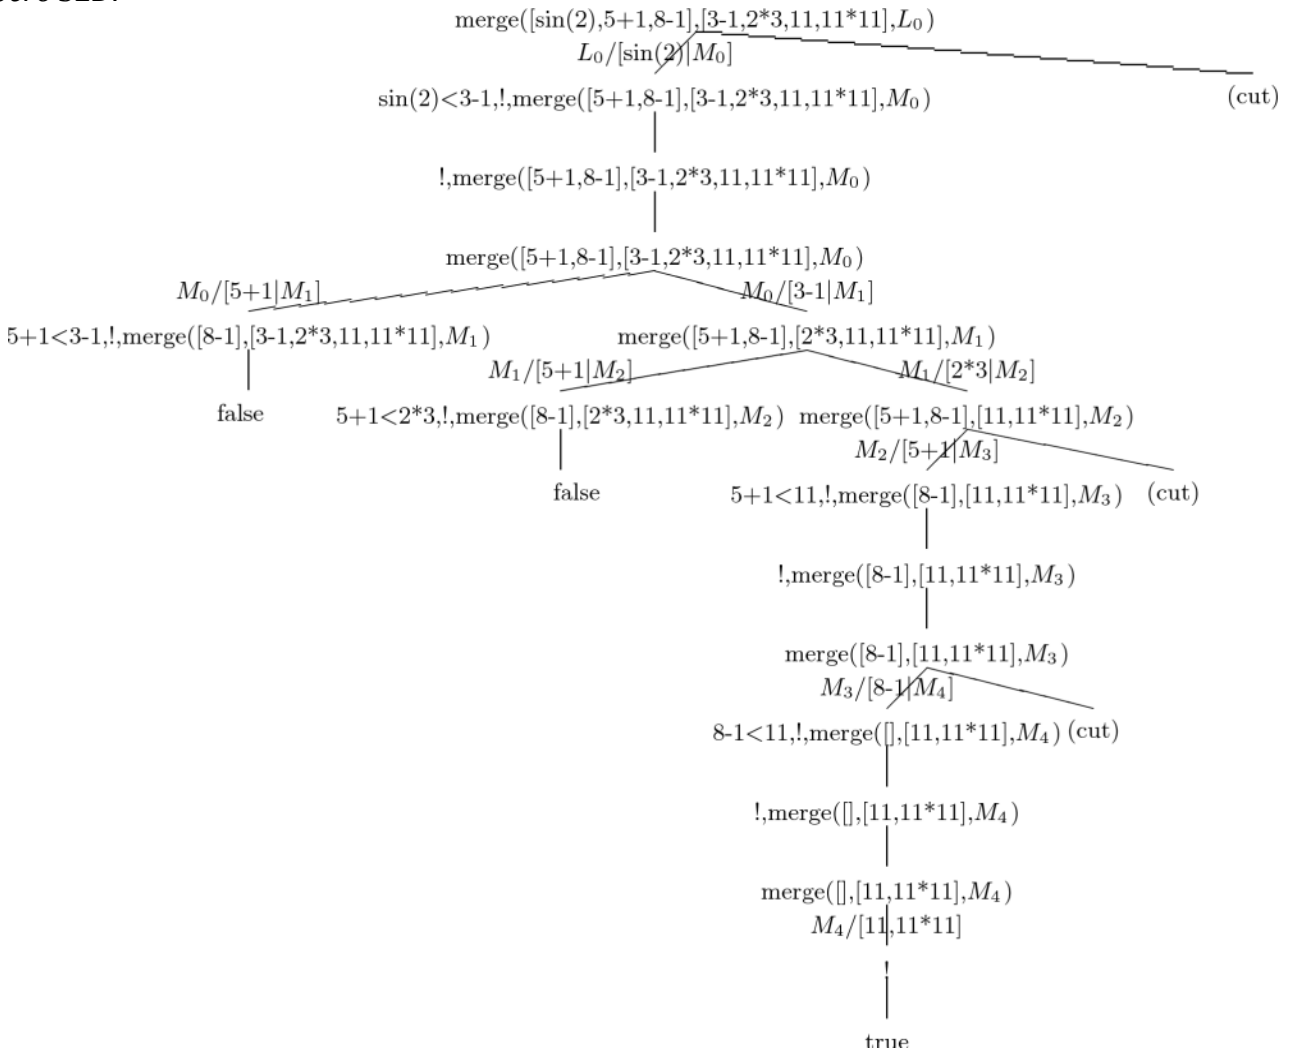 merge([sin(2),5+1,8-1],[3-1,2*3,11,11*11],L₀)
L₀/[sin(2)|M₀]
sin(2)<3-1,!,merge([5+1,8-1],[3-1,2*3,11,11*11],M₀) (cut)
!,merge([5+1,8-1],[3-1,2*3,11,11*11],M₀)
merge([5+1,8-1],[3-1,2*3,11,11*11],M₀)
M₀/[5+1|M₁] M₀/[3-1|M₁]
5+1<3-1,!,merge([8-1],[3-1,2*3,11,11*11],M₁) merge([5+1,8-1],[2*3,11,11*11],M₁)
M₁/[5+1|M₂] M₁/[2*3|M₂]
false 5+1<2*3,!,merge([8-1],[2*3,11,11*11],M₂) merge([5+1,8-1],[11,11*11],M₂)
M₂/[5+1|M₃]
false 5+1<11,!,merge([8-1],[11,11*11],M₃) (cut)
!,merge([8-1],[11,11*11],M₃)
merge([8-1],[11,11*11],M₃)
M₃/[8-1|M₄]
8-1<11,!,merge([],[11,11*11],M₄) (cut)
!,merge([],[11,11*11],M₄)
merge([],[11,11*11],M₄)
M₄/[11,11*11]
!
true